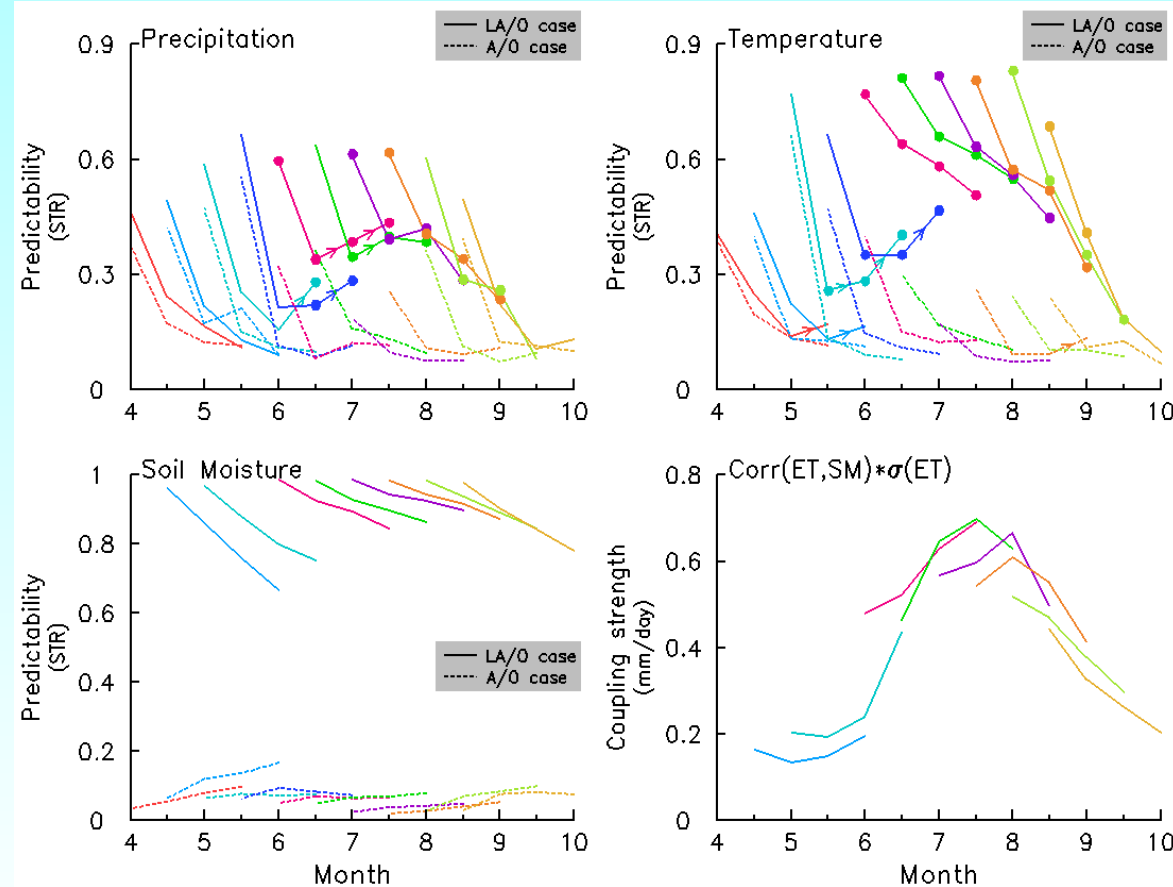 Precipitation
LA/O case
A/O case
Predictability
(STR)
0.9
0.6
0.3
0
4 5 6 7 8 9 10
Temperature
LA/O case
A/O case
Predictability
(STR)
0.9
0.6
0.3
0
4 5 6 7 8 9 10
Soil Moisture
LA/O case
A/O case
Predictability
(STR)
1
0.8
0.6
0.4
0.2
0
4 5 6 7 8 9 10
Month
Corr(ET,SM)*σ(ET)
Coupling strength
(mm/day)
0.8
0.6
0.4
0.2
0
4 5 6 7 8 9 10
Month